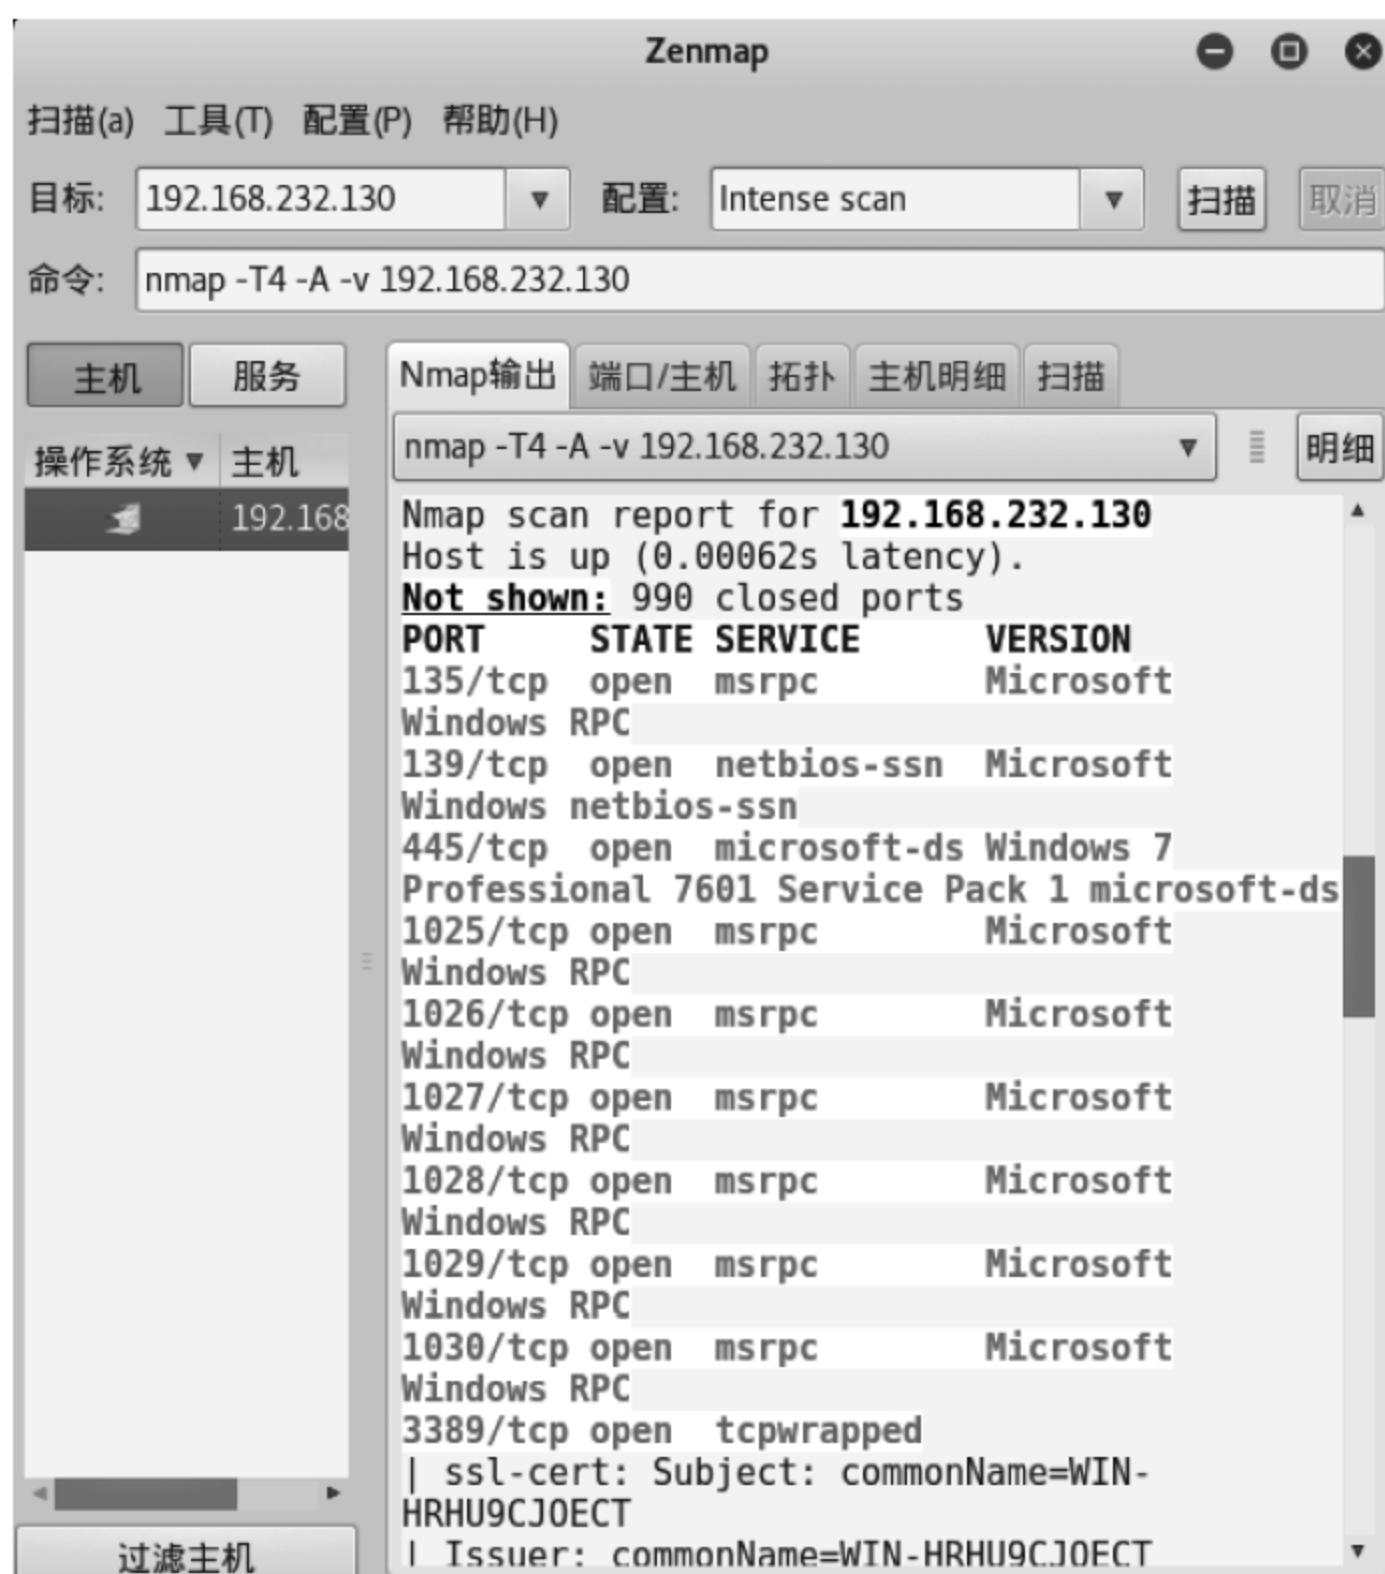 Zenmap
扫描(a) 工具(T) 配置(P) 帮助(H)
目标: 192.168.232.130 配置: Intense scan 扫描 取消
命令: nmap -T4 -A -v 192.168.232.130
主机 服务 Nmap输出 端口/主机 拓扑 主机明细 扫描
操作系统 主机 nmap -T4 -A -v 192.168.232.130 明细
192.168
Nmap scan report for 192.168.232.130
Host is up (0.00062s latency).
Not shown: 990 closed ports
PORT STATE SERVICE VERSION
135/tcp open msrpc Microsoft
Windows RPC
139/tcp open netbios-ssn Microsoft
Windows netbios-ssn
445/tcp open microsoft-ds Windows 7
Professional 7601 Service Pack 1 microsoft-ds
1025/tcp open msrpc Microsoft
Windows RPC
1026/tcp open msrpc Microsoft
Windows RPC
1027/tcp open msrpc Microsoft
Windows RPC
1028/tcp open msrpc Microsoft
Windows RPC
1029/tcp open msrpc Microsoft
Windows RPC
1030/tcp open msrpc Microsoft
Windows RPC
3389/tcp open tcpwrapped
| ssl-cert: Subject: commonName=WIN-
HRHU9CJOECT
| Issuer: commonName=WIN-HRHU9CJOECT
过滤主机